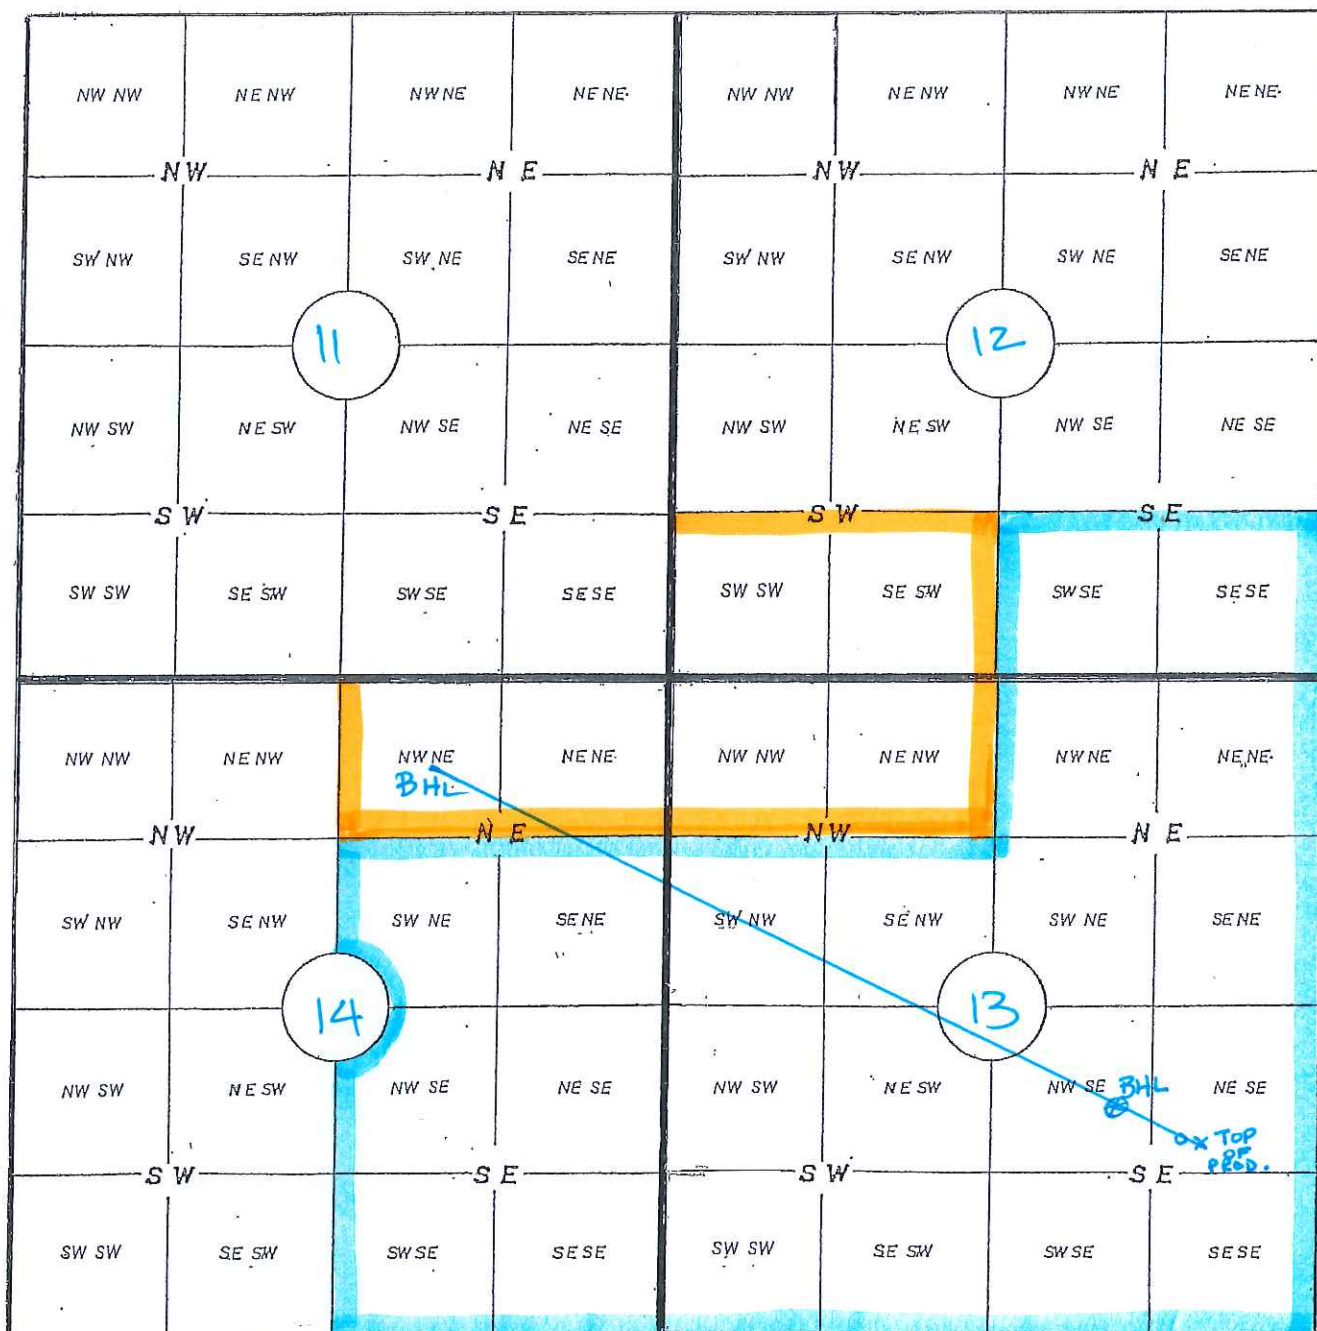 NW NW NE NW NW NE NE NE NW NW NE NW NW NE NE NE
NW N E NW N E
SW NW SE NW SW NE SE NE SW NW SE NW SW NE SE NE
11 12
NW SW NE SW NW SE NE SE NW SW NE SW NW SE NE SE
S W S E S W S E
SW SW SE SW SW SE SE SE SW SW SE SW SW SE SE SE
NW NW NE NW NW NE NE NE NW NW NE NW NW NE NE NE
BHL
NW N E NW N E
SW NW SE NW SW NE SE NE SW NW SE NW SW NE SE NE
14 13
NW SW NE SW NW SE NE SE NW SW NE SW NW SE BHL NE SE
TOP
OF
PROD.
S W S E S W S E
SW SW SE SW SW SE SE SE SW SW SE SW SW SE SE SE